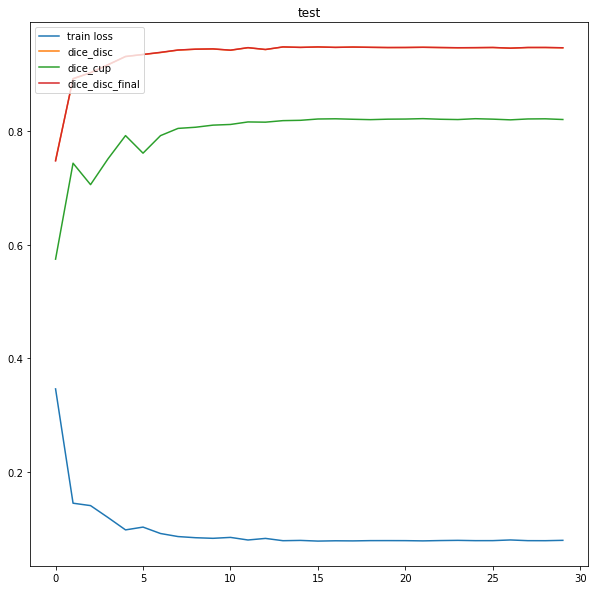 test
train loss
dice_disc
dice_cup
dice_disc_final
0.8
0.6
0.4
0.2
0 5 10 15 20 25 30